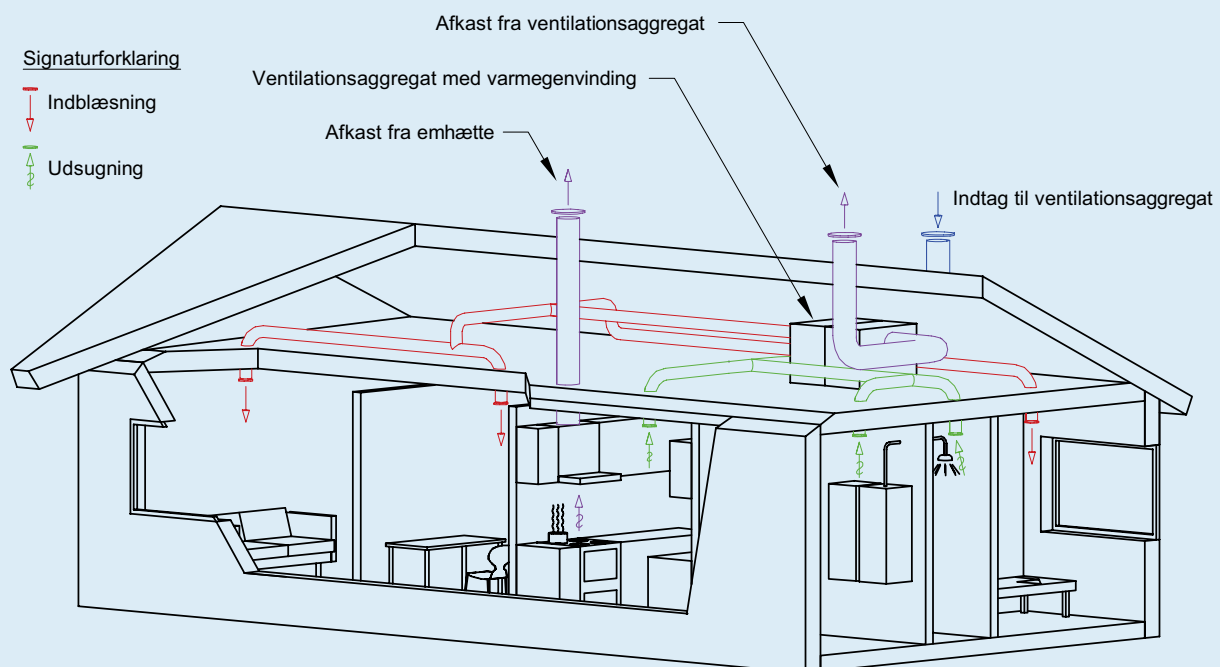 Afkast fra ventilationsaggregat
Signaturforklaring
Ventilationsaggregat med varmegenvinding
Indblæsning
Afkast fra emhætte
Udsugning
Indtag til ventilationsaggregat